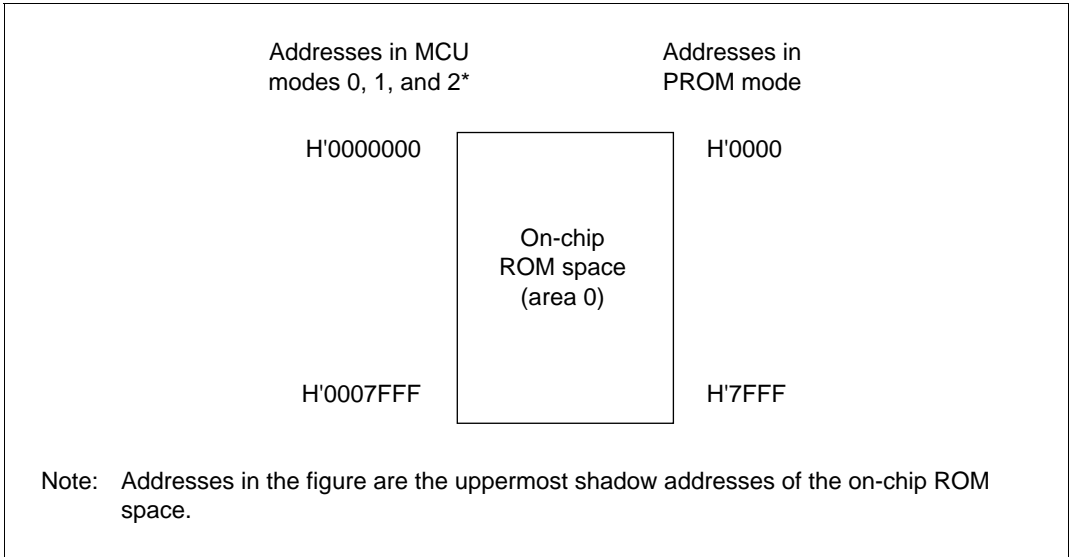 Addresses in MCU
modes 0, 1, and 2*
Addresses in
PROM mode
H'0000000
H'0000
On-chip
ROM space
(area 0)
H'0007FFF
H'7FFF
Note: Addresses in the figure are the uppermost shadow addresses of the on-chip ROM
space.